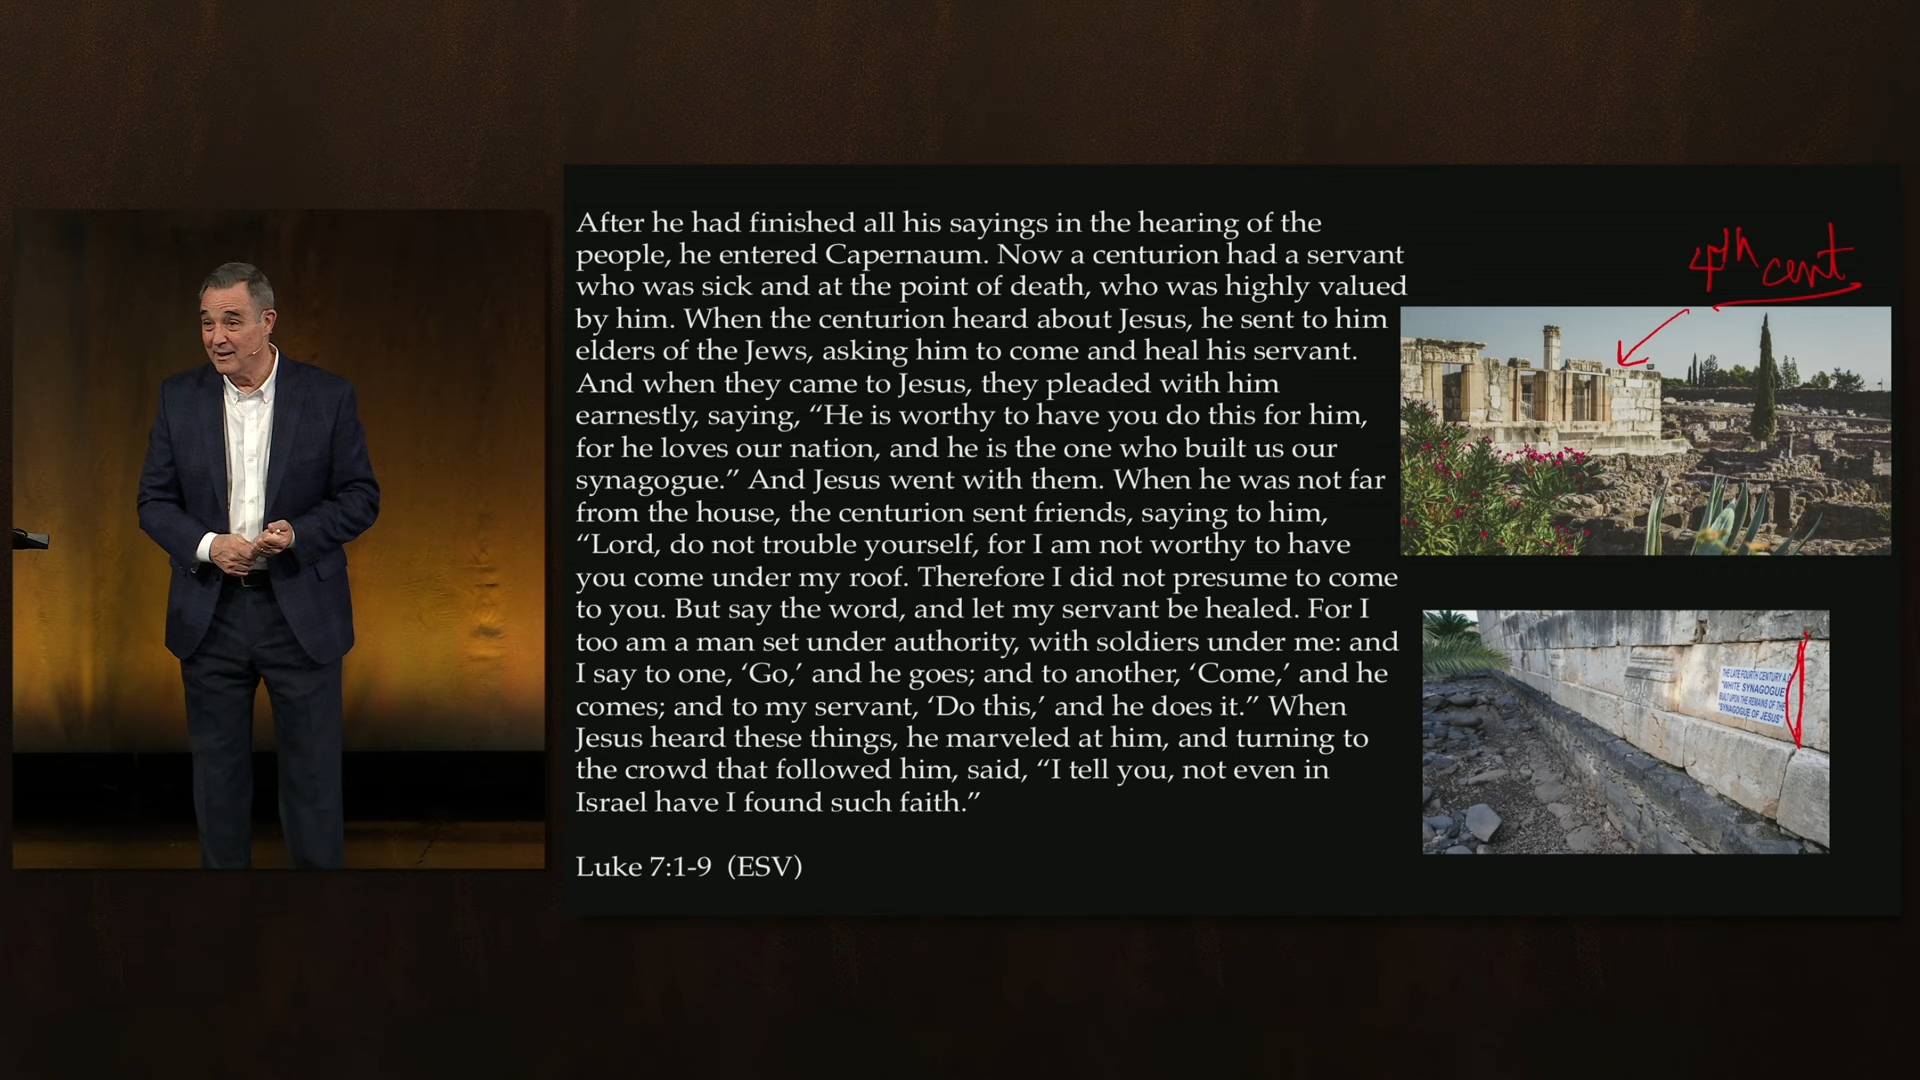 After he had finished all his sayings in the hearing of the
people, he entered Capernaum. Now a centurion had a servant
who was sick and at the point of death, who was highly valued
by him. When the centurion heard about Jesus, he sent to him
elders of the Jews, asking him to come and heal his servant.
And when they came to Jesus, they pleaded with him
earnestly, saying, “He is worthy to have you do this for him,
for he loves our nation, and he is the one who built us our
synagogue.” And Jesus went with them. When he was not far
from the house, the centurion sent friends, saying to him,
“Lord, do not trouble yourself, for I am not worthy to have
you come under my roof. Therefore I did not presume to come
to you. But say the word, and let my servant be healed. For I
too am a man set under authority, with soldiers under me: and
I say to one, ‘Go,’ and he goes; and to another, ‘Come,’ and he
comes; and to my servant, ‘Do this,’ and he does it.” When
Jesus heard these things, he marveled at him, and turning to
the crowd that followed him, said, “I tell you, not even in
Israel have I found such faith.”
Luke 7:1-9 (ESV)
4th cent
THE LATE FOURTH CENTURY A.D.
"WHITE SYNAGOGUE"
BUILT UPON THE REMAINS OF THE
"SYNAGOGUE OF JESUS"